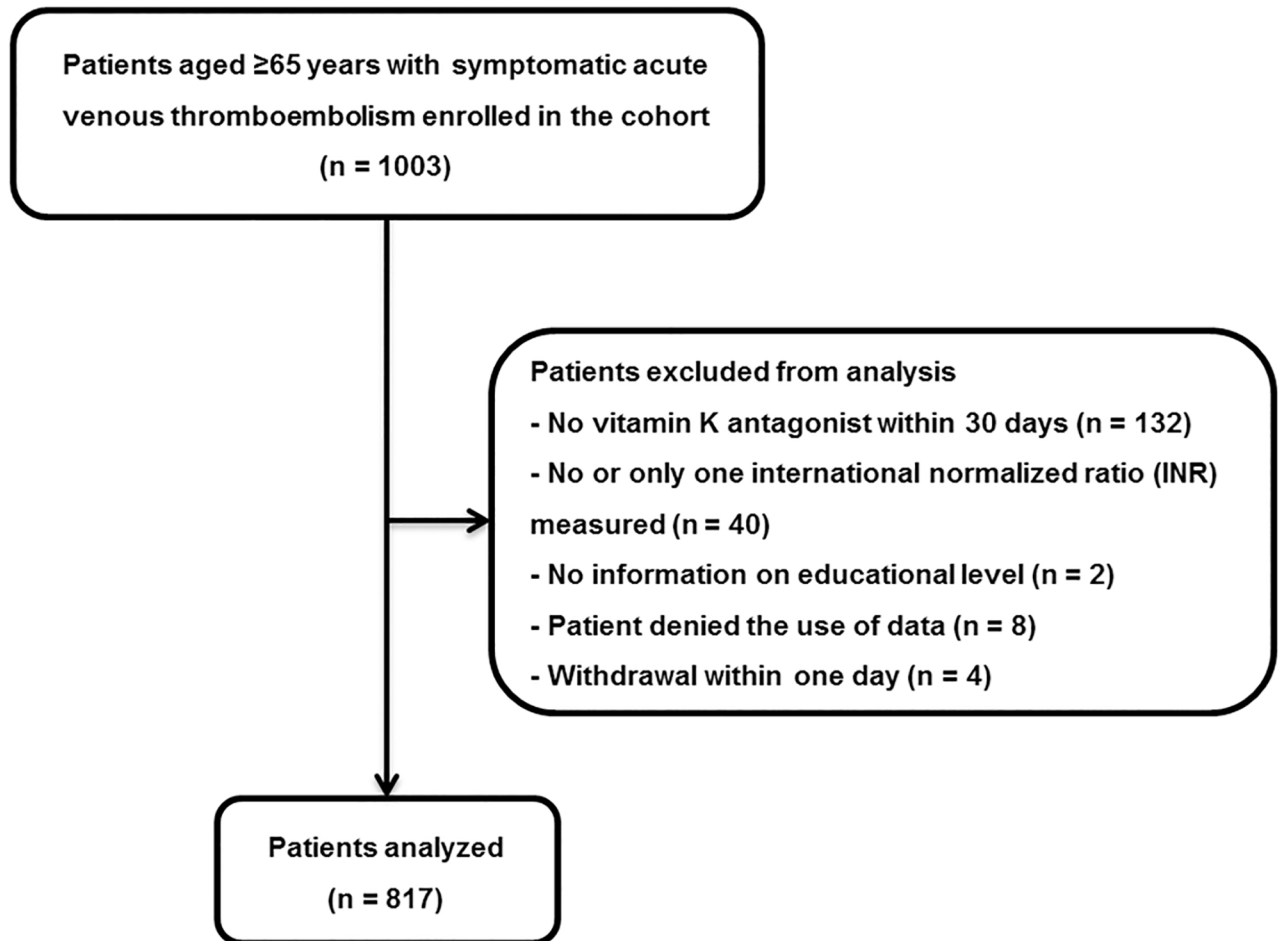 Patients aged ≥65 years with symptomatic acute
venous thromboembolism enrolled in the cohort
(n = 1003)
Patients excluded from analysis
- No vitamin K antagonist within 30 days (n = 132)
- No or only one international normalized ratio (INR)
measured (n = 40)
- No information on educational level (n = 2)
- Patient denied the use of data (n = 8)
- Withdrawal within one day (n = 4)
Patients analyzed
(n = 817)